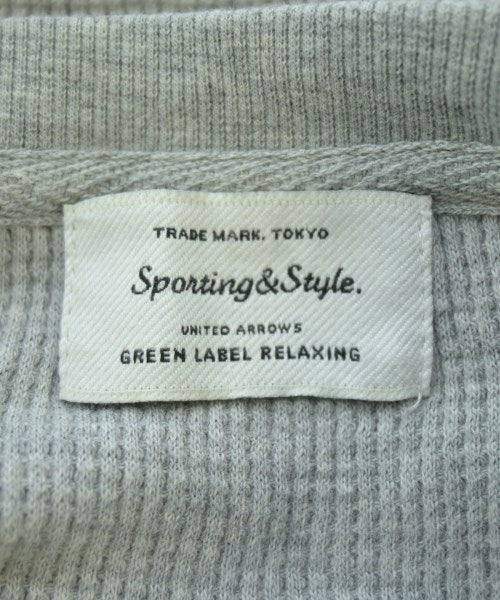 TRADE MARK. TOKYO
Sporting&Style.
UNITED ARROWS
GREEN LABEL RELAXING